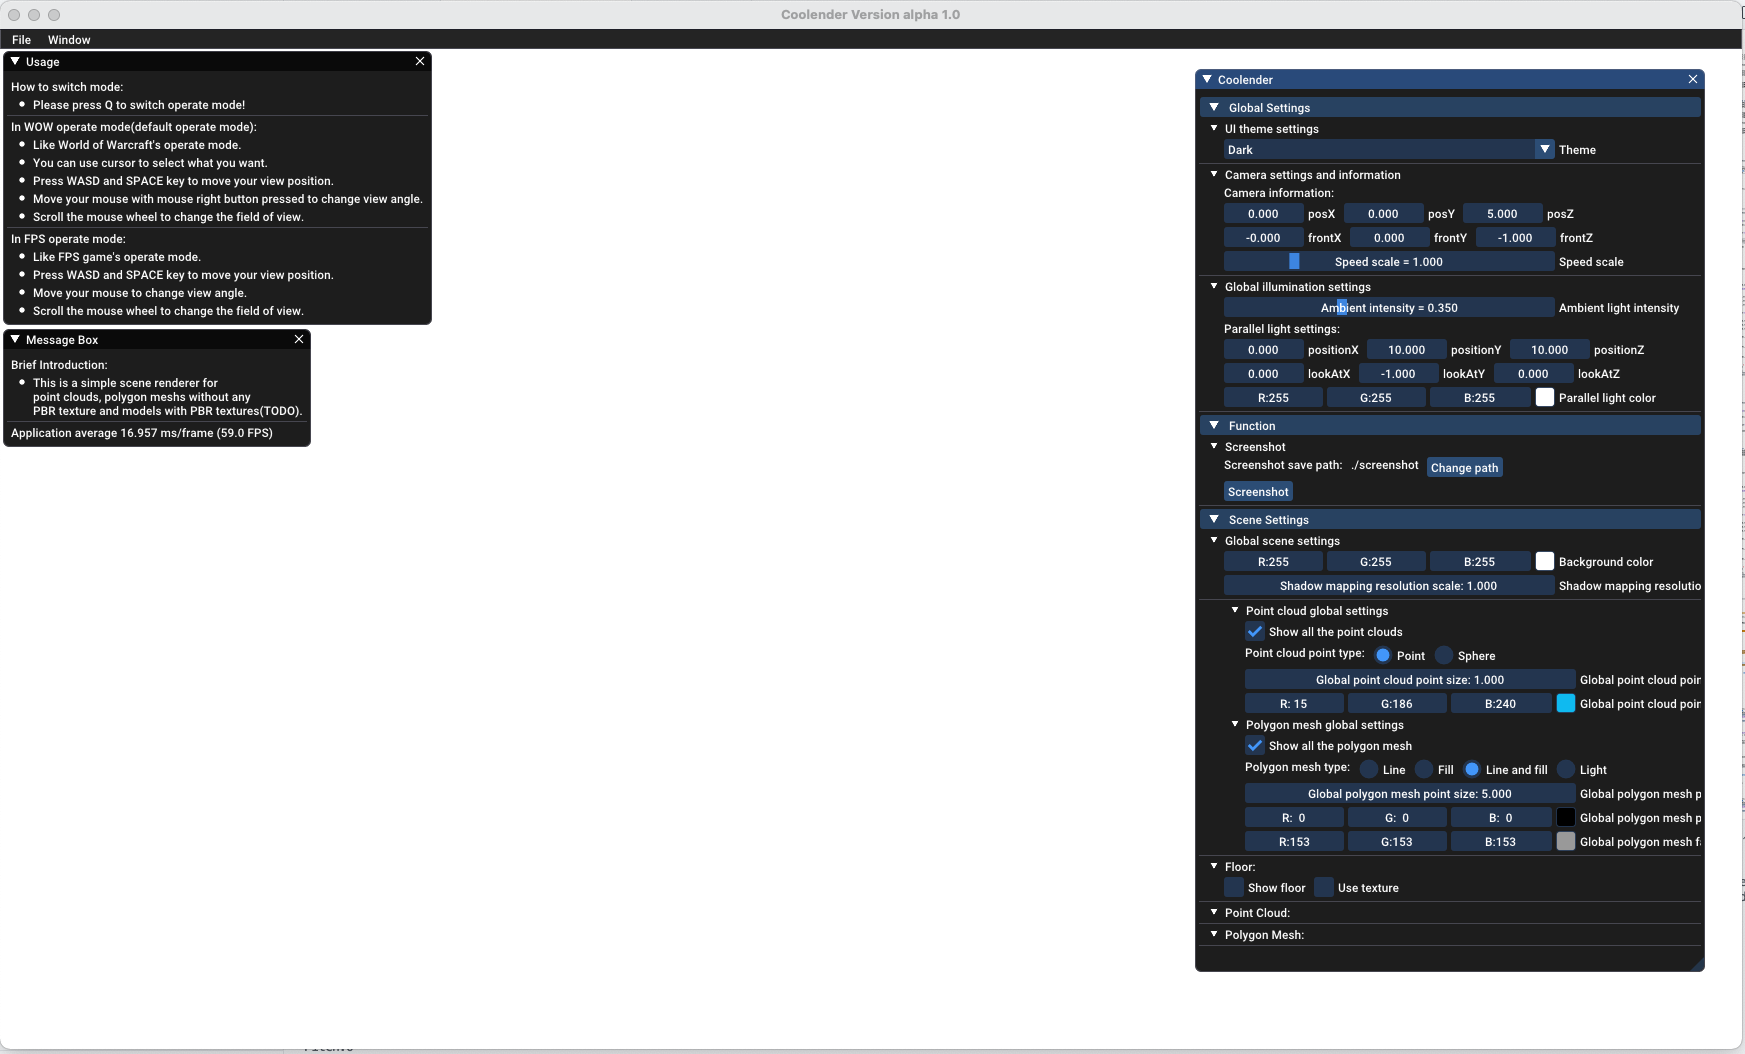 Coolender Version alpha 1.0
File Window
Usage
How to switch mode:
Please press Q to switch operate mode!
In WOW operate mode(default operate mode):
Like World of Warcraft's operate mode.
You can use cursor to select what you want.
Press WASD and SPACE key to move your view position.
Move your mouse with mouse right button pressed to change view angle.
Scroll the mouse wheel to change the field of view.
In FPS operate mode:
Like FPS game's operate mode.
Press WASD and SPACE key to move your view position.
Move your mouse to change view angle.
Scroll the mouse wheel to change the field of view.
Message Box
Brief Introduction:
This is a simple scene renderer for
point clouds, polygon meshs without any
PBR texture and models with PBR textures(TODO).
Application average 16.957 ms/frame (59.0 FPS)
Coolender
Global Settings
UI theme settings
Dark Theme
Camera settings and information
Camera information:
0.000 posX 0.000 posY 5.000 posZ
-0.000 frontX 0.000 frontY -1.000 frontZ
Speed scale = 1.000 Speed scale
Global illumination settings
Ambient intensity = 0.350 Ambient light intensity
Parallel light settings:
0.000 positionX 10.000 positionY 10.000 positionZ
0.000 lookAtX -1.000 lookAtY 0.000 lookAtZ
R:255 G:255 B:255 Parallel light color
Function
Screenshot
Screenshot save path: ./screenshot Change path
Screenshot
Scene Settings
Global scene settings
R:255 G:255 B:255 Background color
Shadow mapping resolution scale: 1.000 Shadow mapping resolutio
Point cloud global settings
Show all the point clouds
Point cloud point type: Point Sphere
Global point cloud point size: 1.000 Global point cloud poin
R: 15 G:186 B:240 Global point cloud poin
Polygon mesh global settings
Show all the polygon mesh
Polygon mesh type: Line Fill Line and fill Light
Global polygon mesh point size: 5.000 Global polygon mesh p
R: 0 G: 0 B: 0 Global polygon mesh p
R:153 G:153 B:153 Global polygon mesh f
Floor:
Show floor Use texture
Point Cloud:
Polygon Mesh: